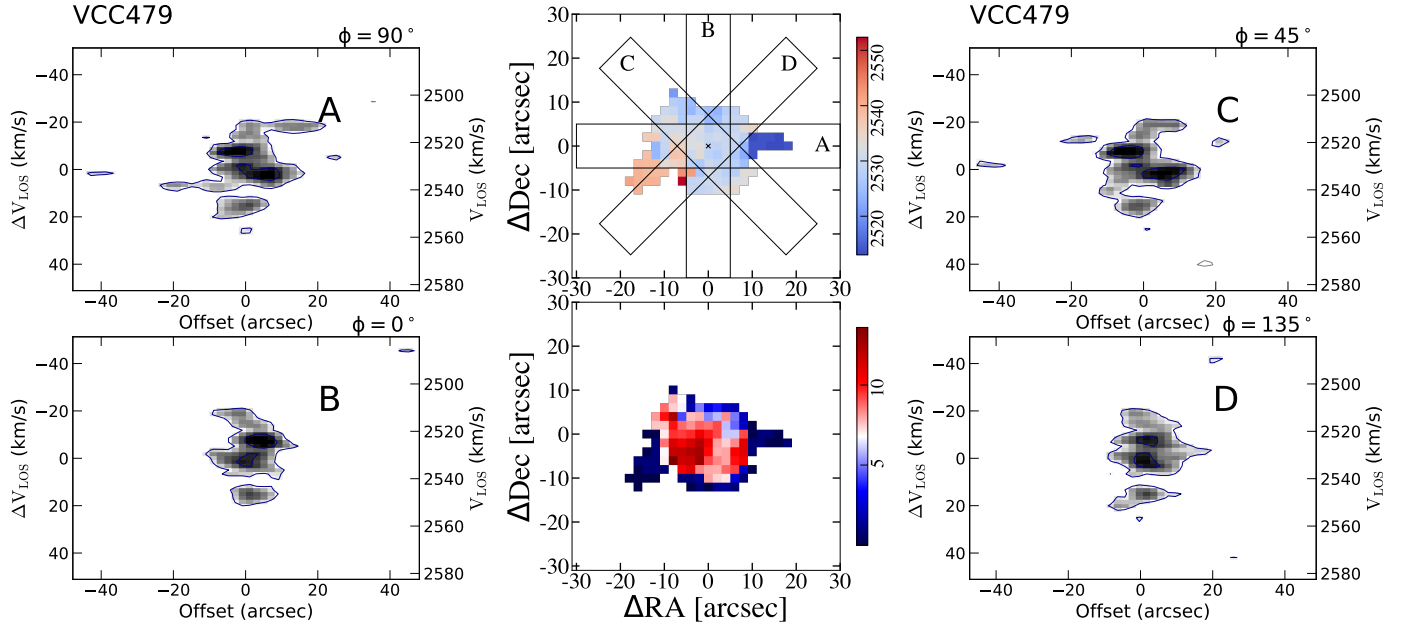 VCC479
ϕ = 90°
A
ΔV_LOS (km/s)
−40
−20
0
20
40
2500
2520
2540
2560
2580
V_LOS (km/s)
−40 −20 0 20 40
Offset (arcsec)
ϕ = 0°
B
ΔV_LOS (km/s)
−40
−20
0
20
40
2500
2520
2540
2560
2580
V_LOS (km/s)
−40 −20 0 20 40
Offset (arcsec)
ΔDec [arcsec]
30
20
10
0
-10
-20
-30
B
C
D
A
-30 -20 -10 0 10 20 30
2550
2540
2530
2520
ΔDec [arcsec]
30
20
10
0
-10
-20
-30
-30 -20 -10 0 10 20 30
ΔRA [arcsec]
10
5
VCC479
ϕ = 45°
C
ΔV_LOS (km/s)
−40
−20
0
20
40
2500
2520
2540
2560
2580
V_LOS (km/s)
−40 −20 0 20 40
Offset (arcsec)
ϕ = 135°
D
ΔV_LOS (km/s)
−40
−20
0
20
40
2500
2520
2540
2560
2580
V_LOS (km/s)
−40 −20 0 20 40
Offset (arcsec)